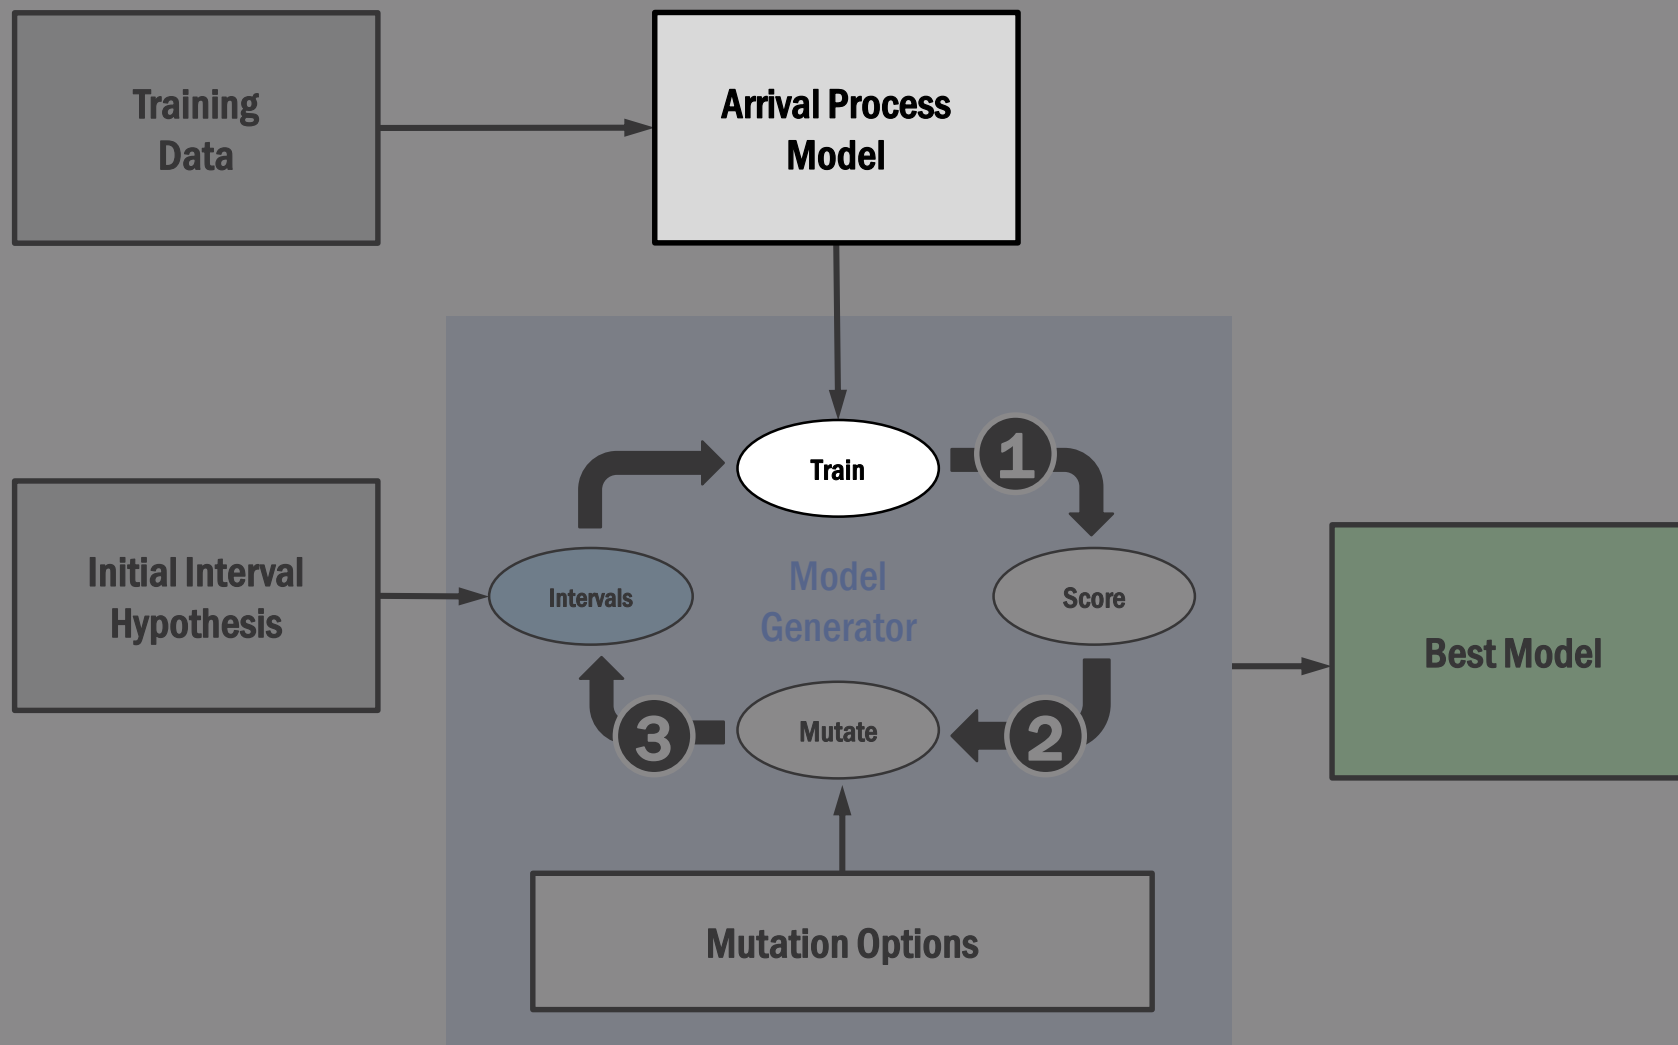 Training
Data
Arrival Process
Model
Train
1
Initial Interval
Hypothesis
Intervals
Model
Generator
Score
Best Model
3
Mutate
2
Mutation Options